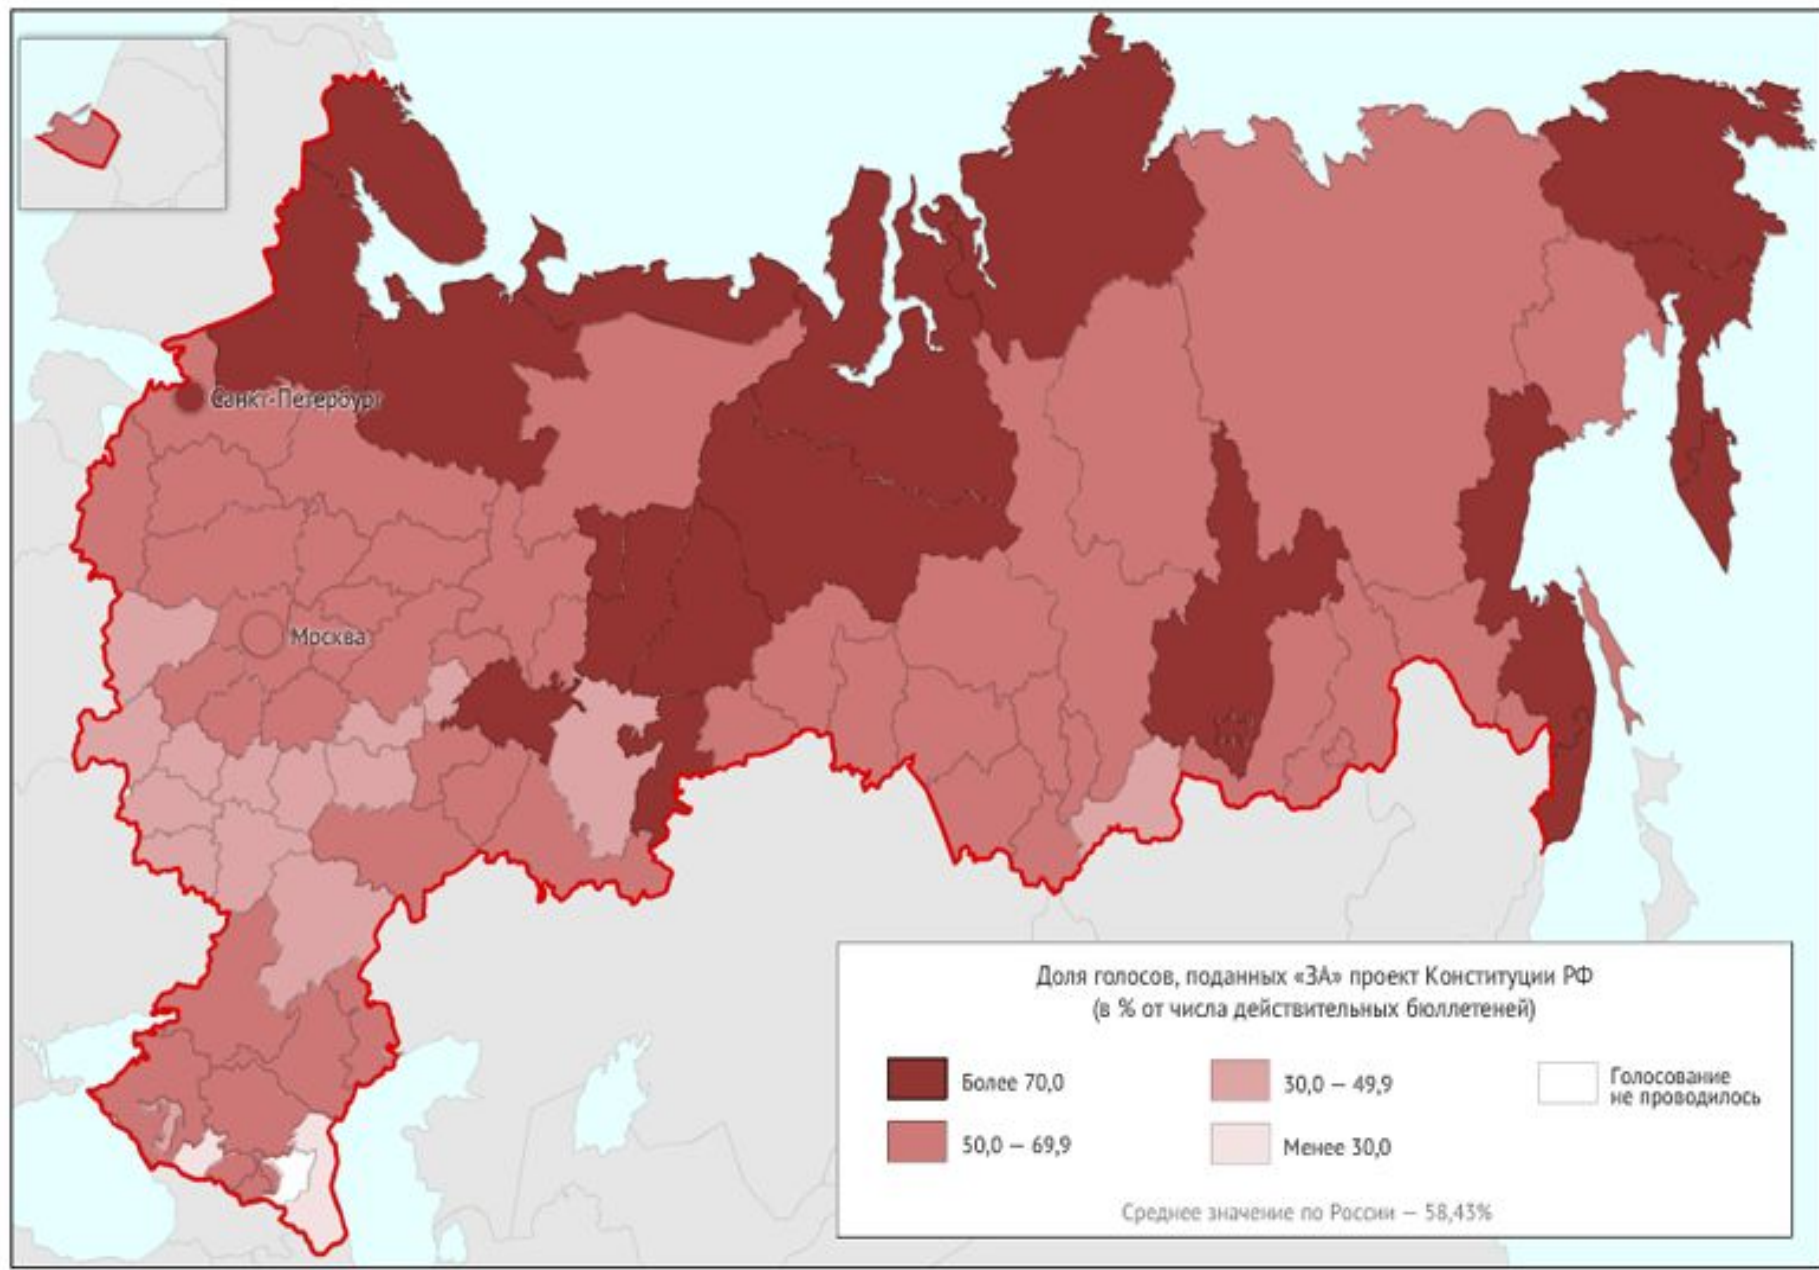 Санкт-Петербург
Москва
Доля голосов, поданных «ЗА» проект Конституции РФ
(в % от числа действительных бюллетеней)
Более 70,0
30,0 — 49,9
Голосование
не проводилось
50,0 — 69,9
Менее 30,0
Среднее значение по России — 58,43%